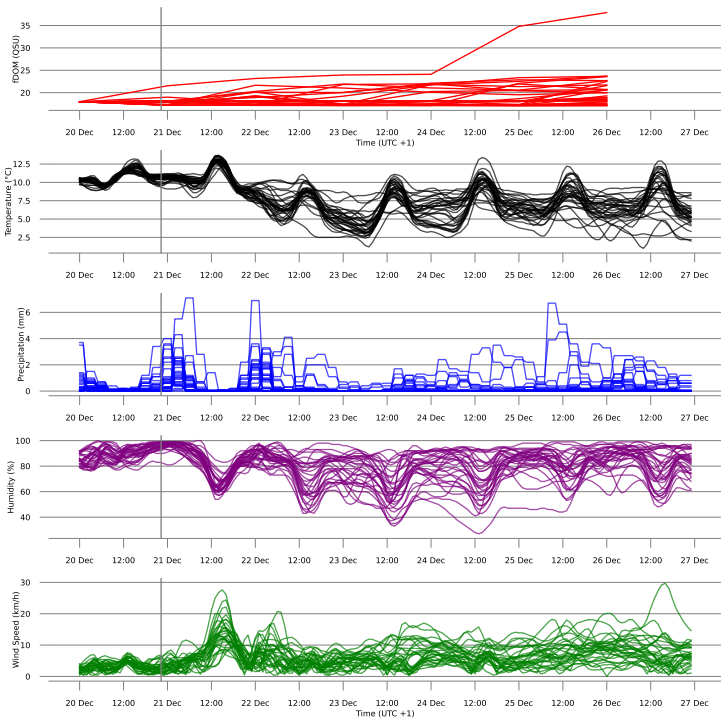 fDOM (QSU)
35
30
25
20
20 Dec 12:00 21 Dec 12:00 22 Dec 12:00 23 Dec 12:00 24 Dec 12:00 25 Dec 12:00 26 Dec 12:00 27 Dec
Time (UTC +1)
Temperature (°C)
12.5
10.0
7.5
5.0
2.5
20 Dec 12:00 21 Dec 12:00 22 Dec 12:00 23 Dec 12:00 24 Dec 12:00 25 Dec 12:00 26 Dec 12:00 27 Dec
Precipitation (mm)
6
4
2
0
20 Dec 12:00 21 Dec 12:00 22 Dec 12:00 23 Dec 12:00 24 Dec 12:00 25 Dec 12:00 26 Dec 12:00 27 Dec
Humidity (%)
100
80
60
40
20 Dec 12:00 21 Dec 12:00 22 Dec 12:00 23 Dec 12:00 24 Dec 12:00 25 Dec 12:00 26 Dec 12:00 27 Dec
Wind Speed (km/h)
30
20
10
0
20 Dec 12:00 21 Dec 12:00 22 Dec 12:00 23 Dec 12:00 24 Dec 12:00 25 Dec 12:00 26 Dec 12:00 27 Dec
Time (UTC +1)